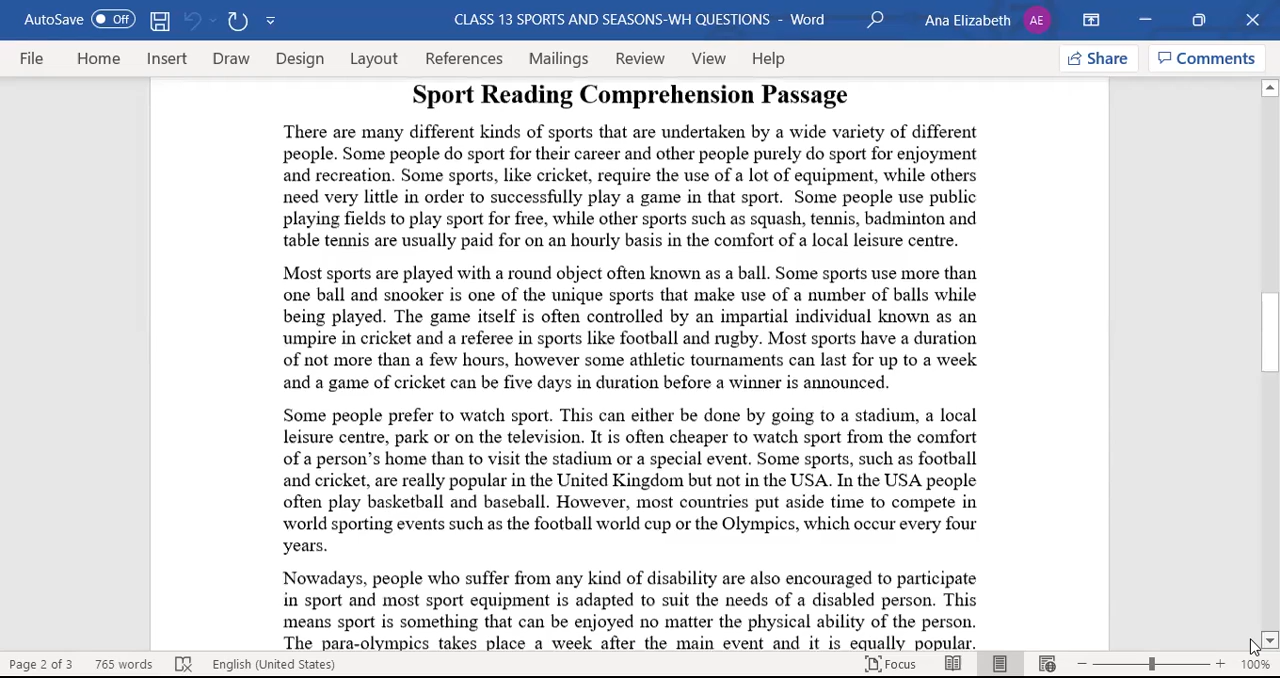 AutoSave Off CLASS 13 SPORTS AND SEASONS-WH QUESTIONS - Word Ana Elizabeth AE
File Home Insert Draw Design Layout References Mailings Review View Help Share Comments
Sport Reading Comprehension Passage
There are many different kinds of sports that are undertaken by a wide variety of different
people. Some people do sport for their career and other people purely do sport for enjoyment
and recreation. Some sports, like cricket, require the use of a lot of equipment, while others
need very little in order to successfully play a game in that sport. Some people use public
playing fields to play sport for free, while other sports such as squash, tennis, badminton and
table tennis are usually paid for on an hourly basis in the comfort of a local leisure centre.
Most sports are played with a round object often known as a ball. Some sports use more than
one ball and snooker is one of the unique sports that make use of a number of balls while
being played. The game itself is often controlled by an impartial individual known as an
umpire in cricket and a referee in sports like football and rugby. Most sports have a duration
of not more than a few hours, however some athletic tournaments can last for up to a week
and a game of cricket can be five days in duration before a winner is announced.
Some people prefer to watch sport. This can either be done by going to a stadium, a local
leisure centre, park or on the television. It is often cheaper to watch sport from the comfort
of a person's home than to visit the stadium or a special event. Some sports, such as football
and cricket, are really popular in the United Kingdom but not in the USA. In the USA people
often play basketball and baseball. However, most countries put aside time to compete in
world sporting events such as the football world cup or the Olympics, which occur every four
years.
Nowadays, people who suffer from any kind of disability are also encouraged to participate
in sport and most sport equipment is adapted to suit the needs of a disabled person. This
means sport is something that can be enjoyed no matter the physical ability of the person.
The para-olympics takes place a week after the main event and it is equally popular.
Page 2 of 3 765 words English (United States) Focus 100%